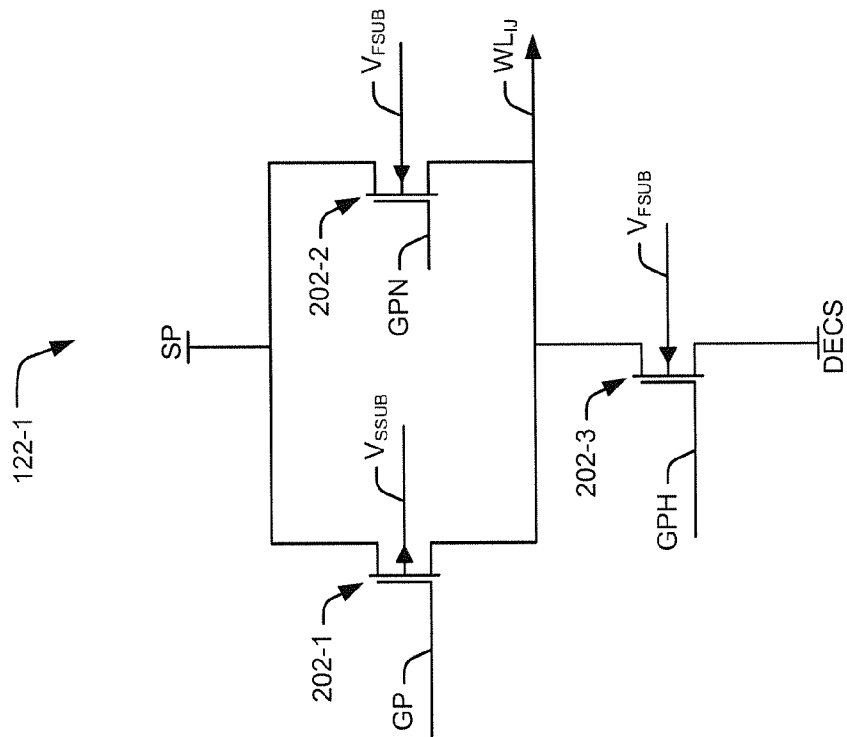 122-1
SP
V_FSUB
202-2
GPN
WL_IJ
V_SSUB
202-1
GP
V_FSUB
202-3
GPH
DECS